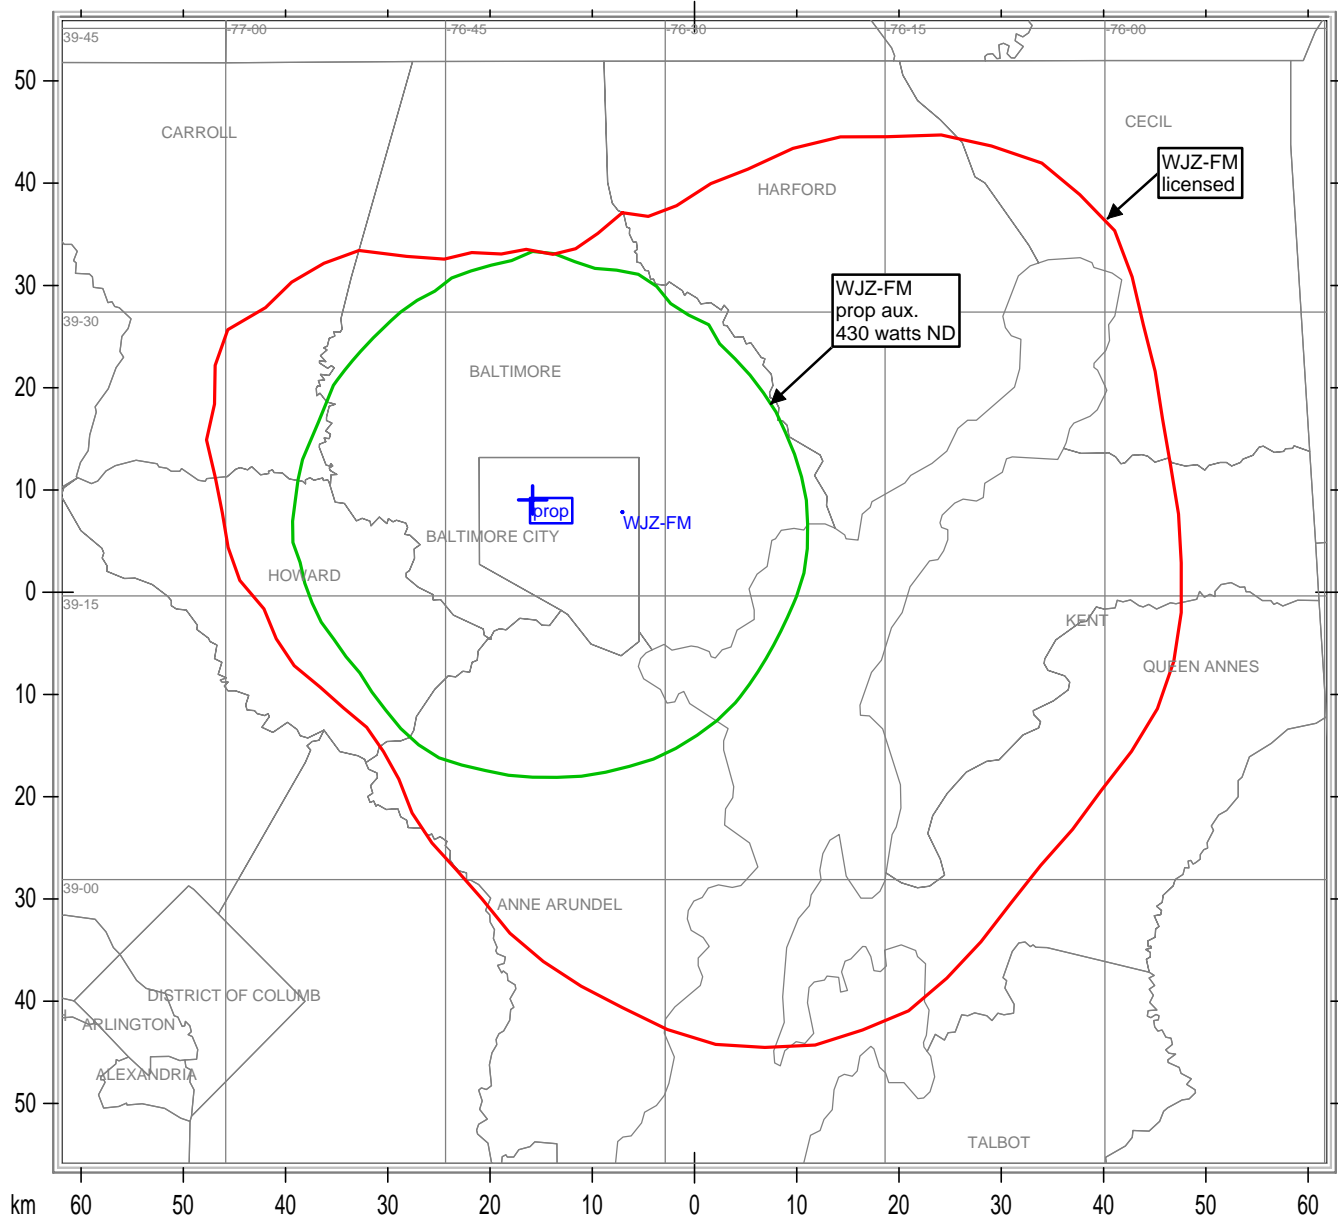 39-45
-77-00
-76-45
-76-30
-76-15
-76-00
50
CARROLL
CECIL
WJZ-FM
licensed
40
HARFORD
30
WJZ-FM
prop aux.
430 watts ND
39-30
20
BALTIMORE
10
prop
WJZ-FM
BALTIMORE CITY
HOWARD
0
39-15
KENT
QUEEN ANNES
10
20
39-00
30
ANNE ARUNDEL
40
DISTRICT OF COLUMB
ARLINGTON
ALEXANDRIA
50
TALBOT
km
60 50 40 30 20 10 0 10 20 30 40 50 60